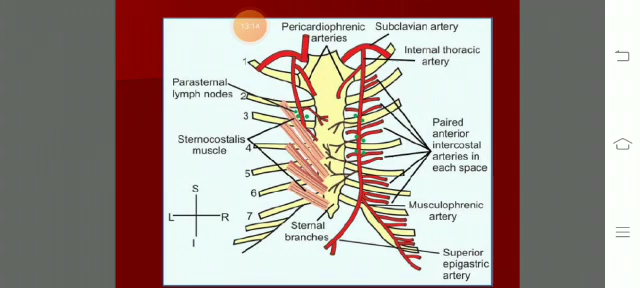 13:14
Pericardiophrenic
arteries
Subclavian artery
Internal thoracic
artery
Parasternal
lymph nodes
Sternocostalis
muscle
1
2
3
4
5
6
7
Paired
anterior
intercostal
arteries in
each space
Musculophrenic
artery
S
L
R
I
Sternal
branches
Superior
epigastric
artery